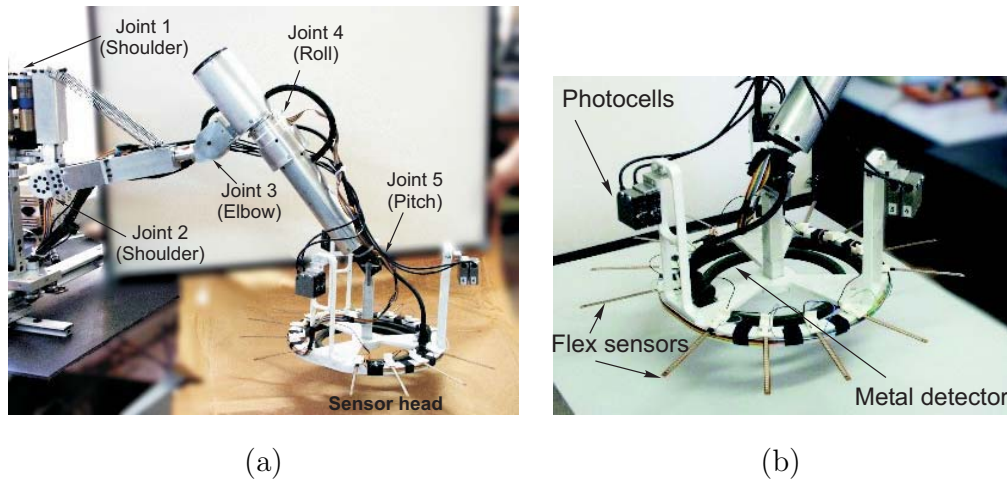 Joint 1
(Shoulder)
Joint 4
(Roll)
Joint 3
(Elbow)
Joint 5
(Pitch)
Joint 2
(Shoulder)
Sensor head
Photocells
Flex sensors
Metal detector
(a)
(b)